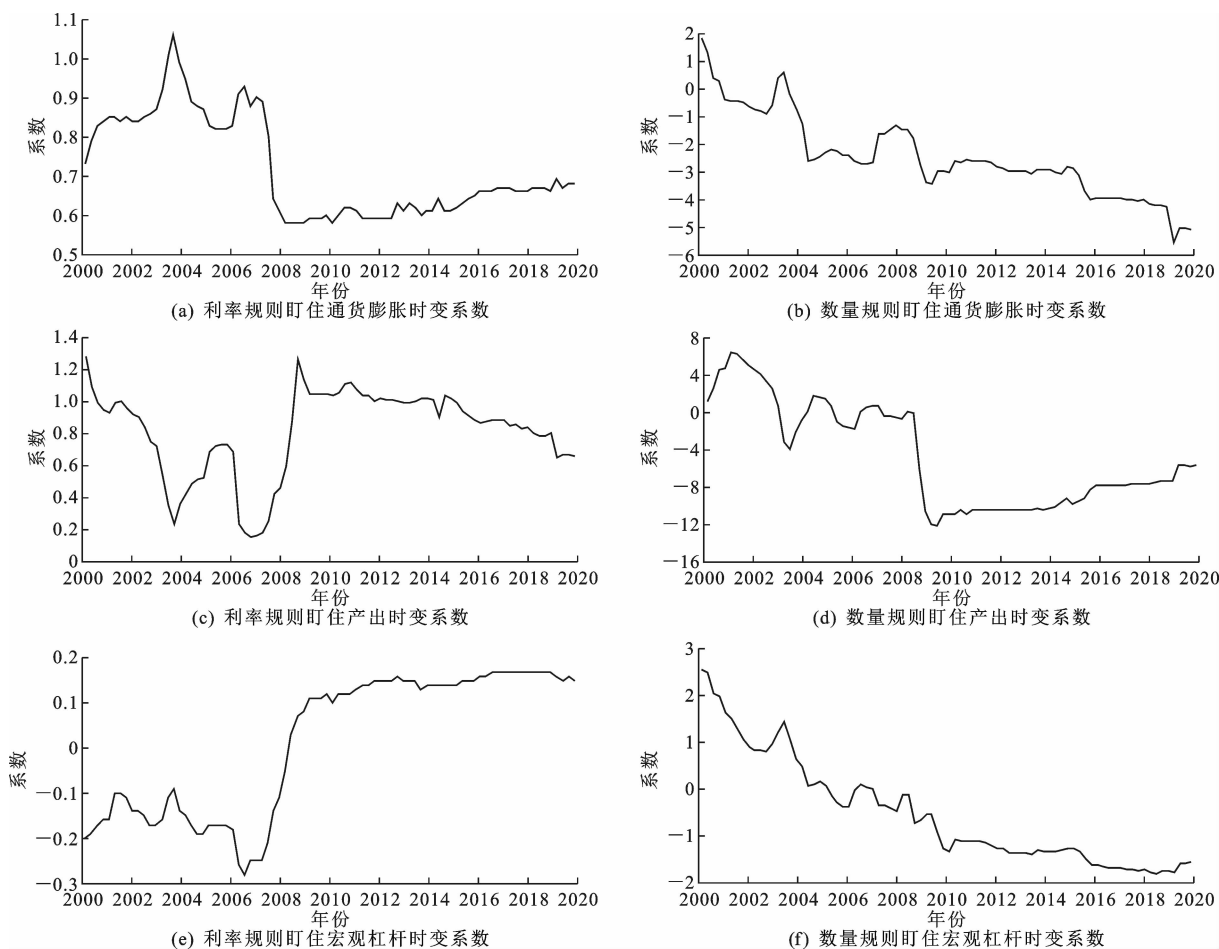 1.1
1.0
0.9
0.8
0.7
0.6
0.5
系数
2000 2002 2004 2006 2008 2010 2012 2014 2016 2018 2020
年份
(a) 利率规则盯住通货膨胀时变系数
2
1
0
−1
−2
−3
−4
−5
−6
系数
2000 2002 2004 2006 2008 2010 2012 2014 2016 2018 2020
年份
(b) 数量规则盯住通货膨胀时变系数
1.4
1.2
1.0
0.8
0.6
0.4
0.2
0
系数
2000 2002 2004 2006 2008 2010 2012 2014 2016 2018 2020
年份
(c) 利率规则盯住产出时变系数
8
4
0
−4
−8
−12
−16
系数
2000 2002 2004 2006 2008 2010 2012 2014 2016 2018 2020
年份
(d) 数量规则盯住产出时变系数
0.2
0.1
0
−0.1
−0.2
−0.3
系数
2000 2002 2004 2006 2008 2010 2012 2014 2016 2018 2020
年份
(e) 利率规则盯住宏观杠杆时变系数
3
2
1
0
−1
−2
系数
2000 2002 2004 2006 2008 2010 2012 2014 2016 2018 2020
年份
(f) 数量规则盯住宏观杠杆时变系数